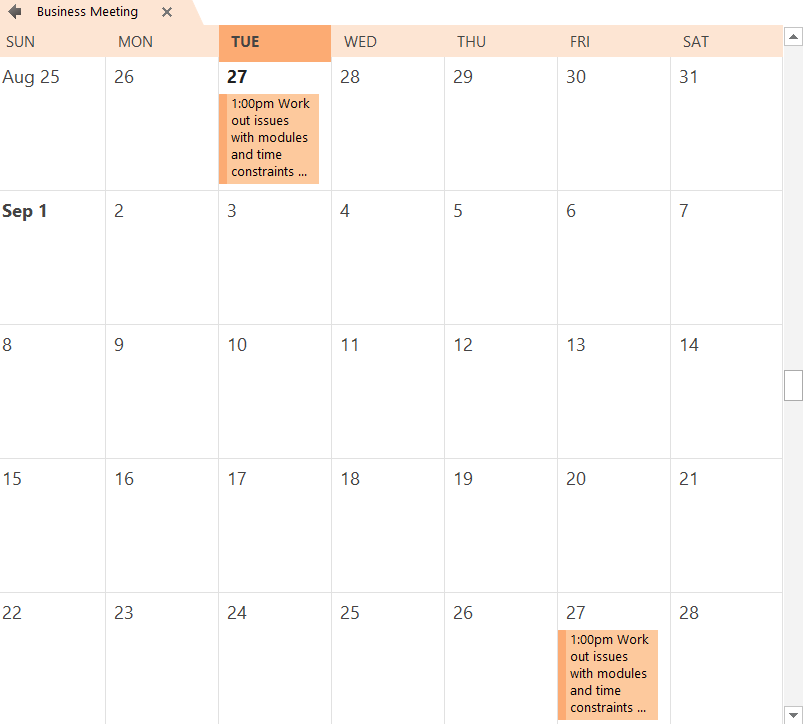 Business Meeting
SUN MON TUE WED THU FRI SAT
Aug 25 26 27 28 29 30 31
1:00pm Work
out issues
with modules
and time
constraints ...
Sep 1 2 3 4 5 6 7
8 9 10 11 12 13 14
15 16 17 18 19 20 21
22 23 24 25 26 27 28
1:00pm Work
out issues
with modules
and time
constraints ...